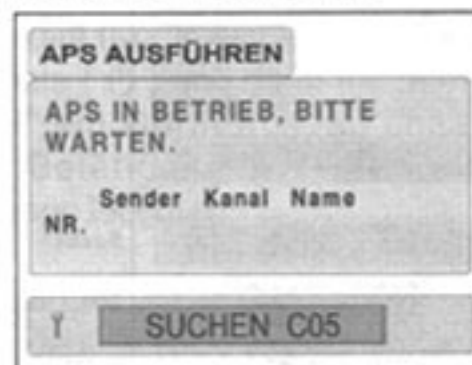 APS AUSFÜHREN
APS IN BETRIEB, BITTE
WARTEN.
Sender Kanal Name
NR.
SUCHEN C05